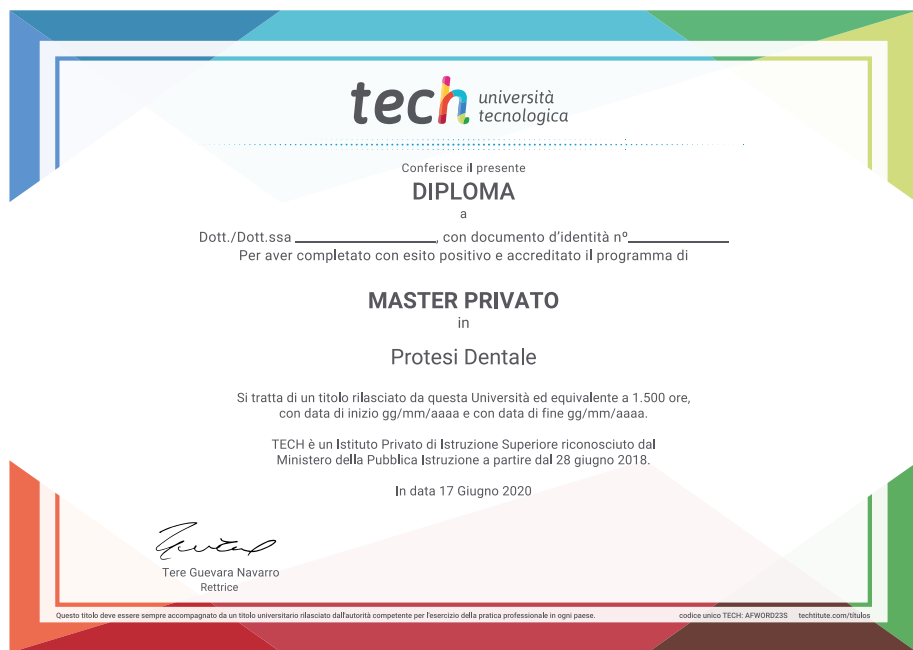 tech università
tecnologica
Conferisce il presente
DIPLOMA
a
Dott./Dott.ssa ________________, con documento d'identità nº____________
Per aver completato con esito positivo e accreditato il programma di
MASTER PRIVATO
in
Protesi Dentale
Si tratta di un titolo rilasciato da questa Università ed equivalente a 1.500 ore,
con data di inizio gg/mm/aaaa e con data di fine gg/mm/aaaa.
TECH è un Istituto Privato di Istruzione Superiore riconosciuto dal
Ministero della Pubblica Istruzione a partire dal 28 giugno 2018.
In data 17 Giugno 2020
Tere Guevara Navarro
Rettrice
Questo titolo deve essere sempre accompagnato da un titolo universitario rilasciato dall'autorità competente per l'esercizio della pratica professionale in ogni paese. codice unico TECH: AFWORD23S techtitute.com/titulos